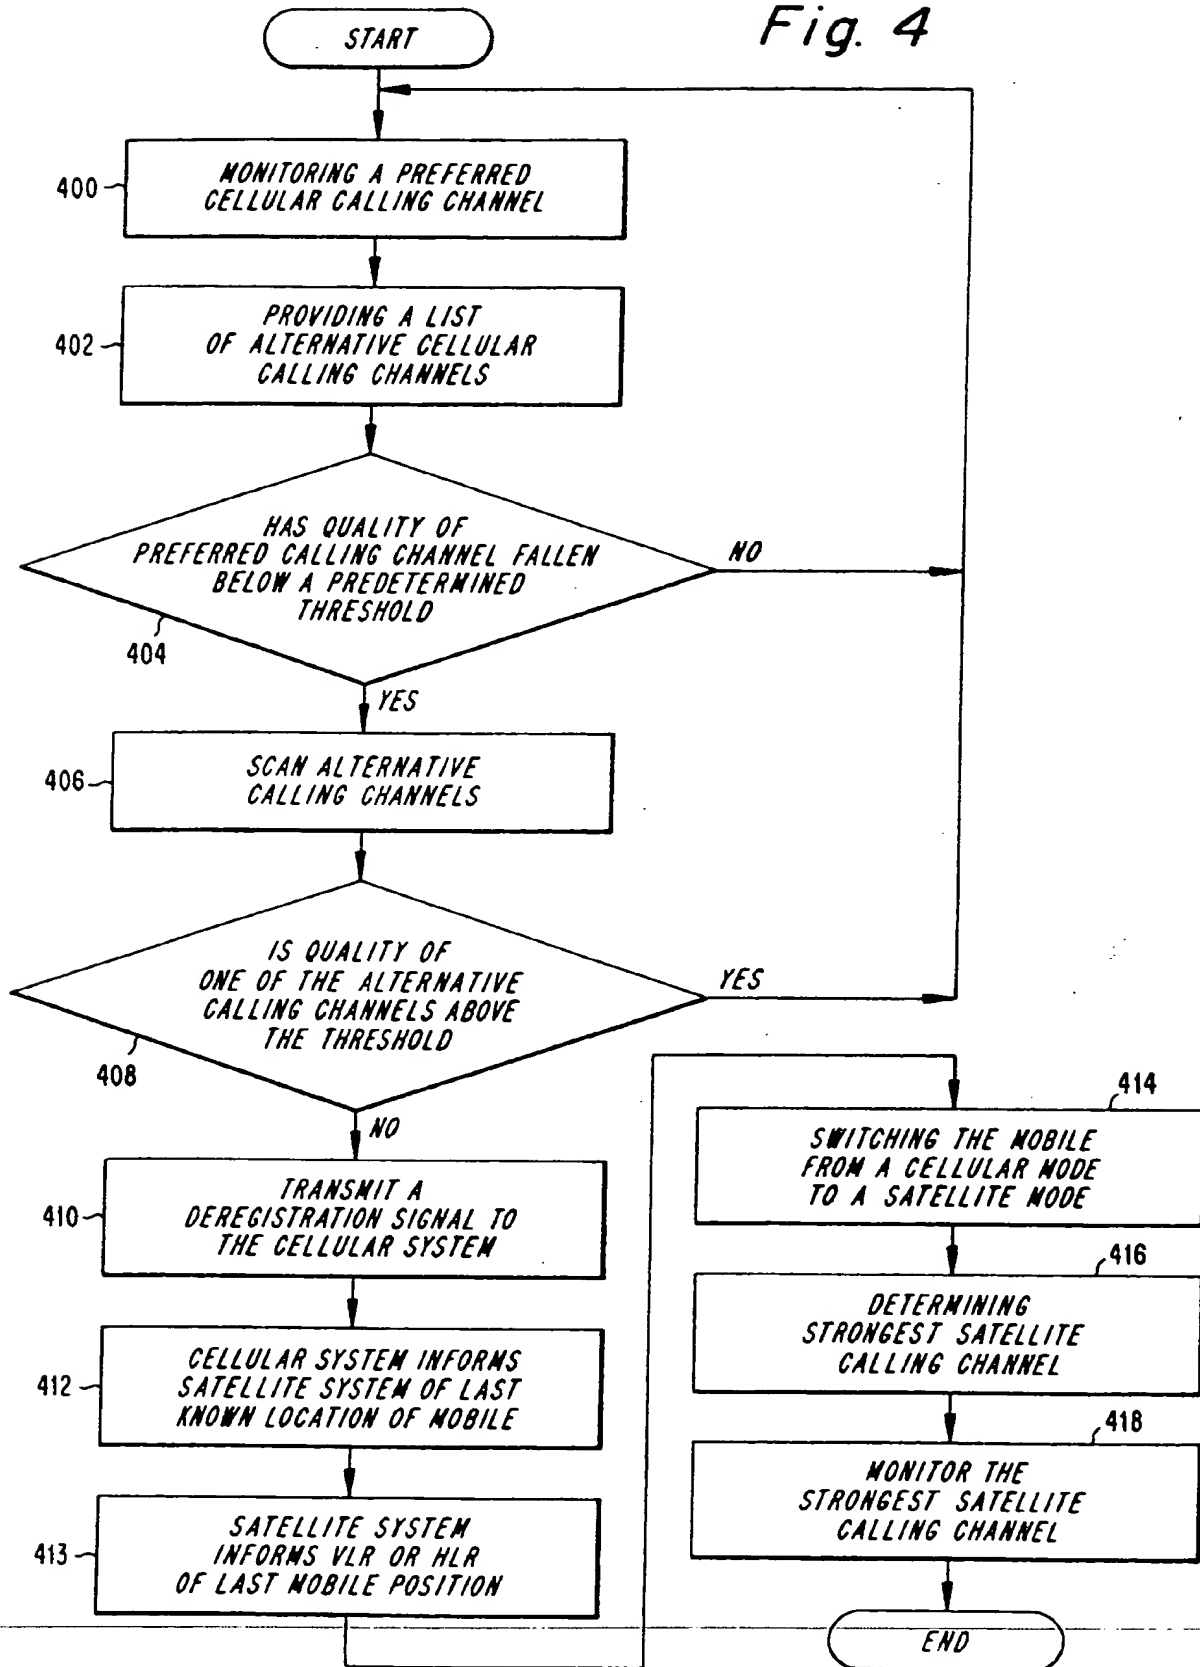 Fig. 4
START
400
MONITORING A PREFERRED
CELLULAR CALLING CHANNEL
402
PROVIDING A LIST
OF ALTERNATIVE CELLULAR
CALLING CHANNELS
HAS QUALITY OF
PREFERRED CALLING CHANNEL FALLEN
BELOW A PREDETERMINED
THRESHOLD
NO
404
YES
406
SCAN ALTERNATIVE
CALLING CHANNELS
IS QUALITY OF
ONE OF THE ALTERNATIVE
CALLING CHANNELS ABOVE
THE THRESHOLD
YES
408
NO
410
TRANSMIT A
DEREGISTRATION SIGNAL TO
THE CELLULAR SYSTEM
412
CELLULAR SYSTEM INFORMS
SATELLITE SYSTEM OF LAST
KNOWN LOCATION OF MOBILE
413
SATELLITE SYSTEM
INFORMS VLR OR HLR
OF LAST MOBILE POSITION
414
SWITCHING THE MOBILE
FROM A CELLULAR MODE
TO A SATELLITE MODE
416
DETERMINING
STRONGEST SATELLITE
CALLING CHANNEL
418
MONITOR THE
STRONGEST SATELLITE
CALLING CHANNEL
END